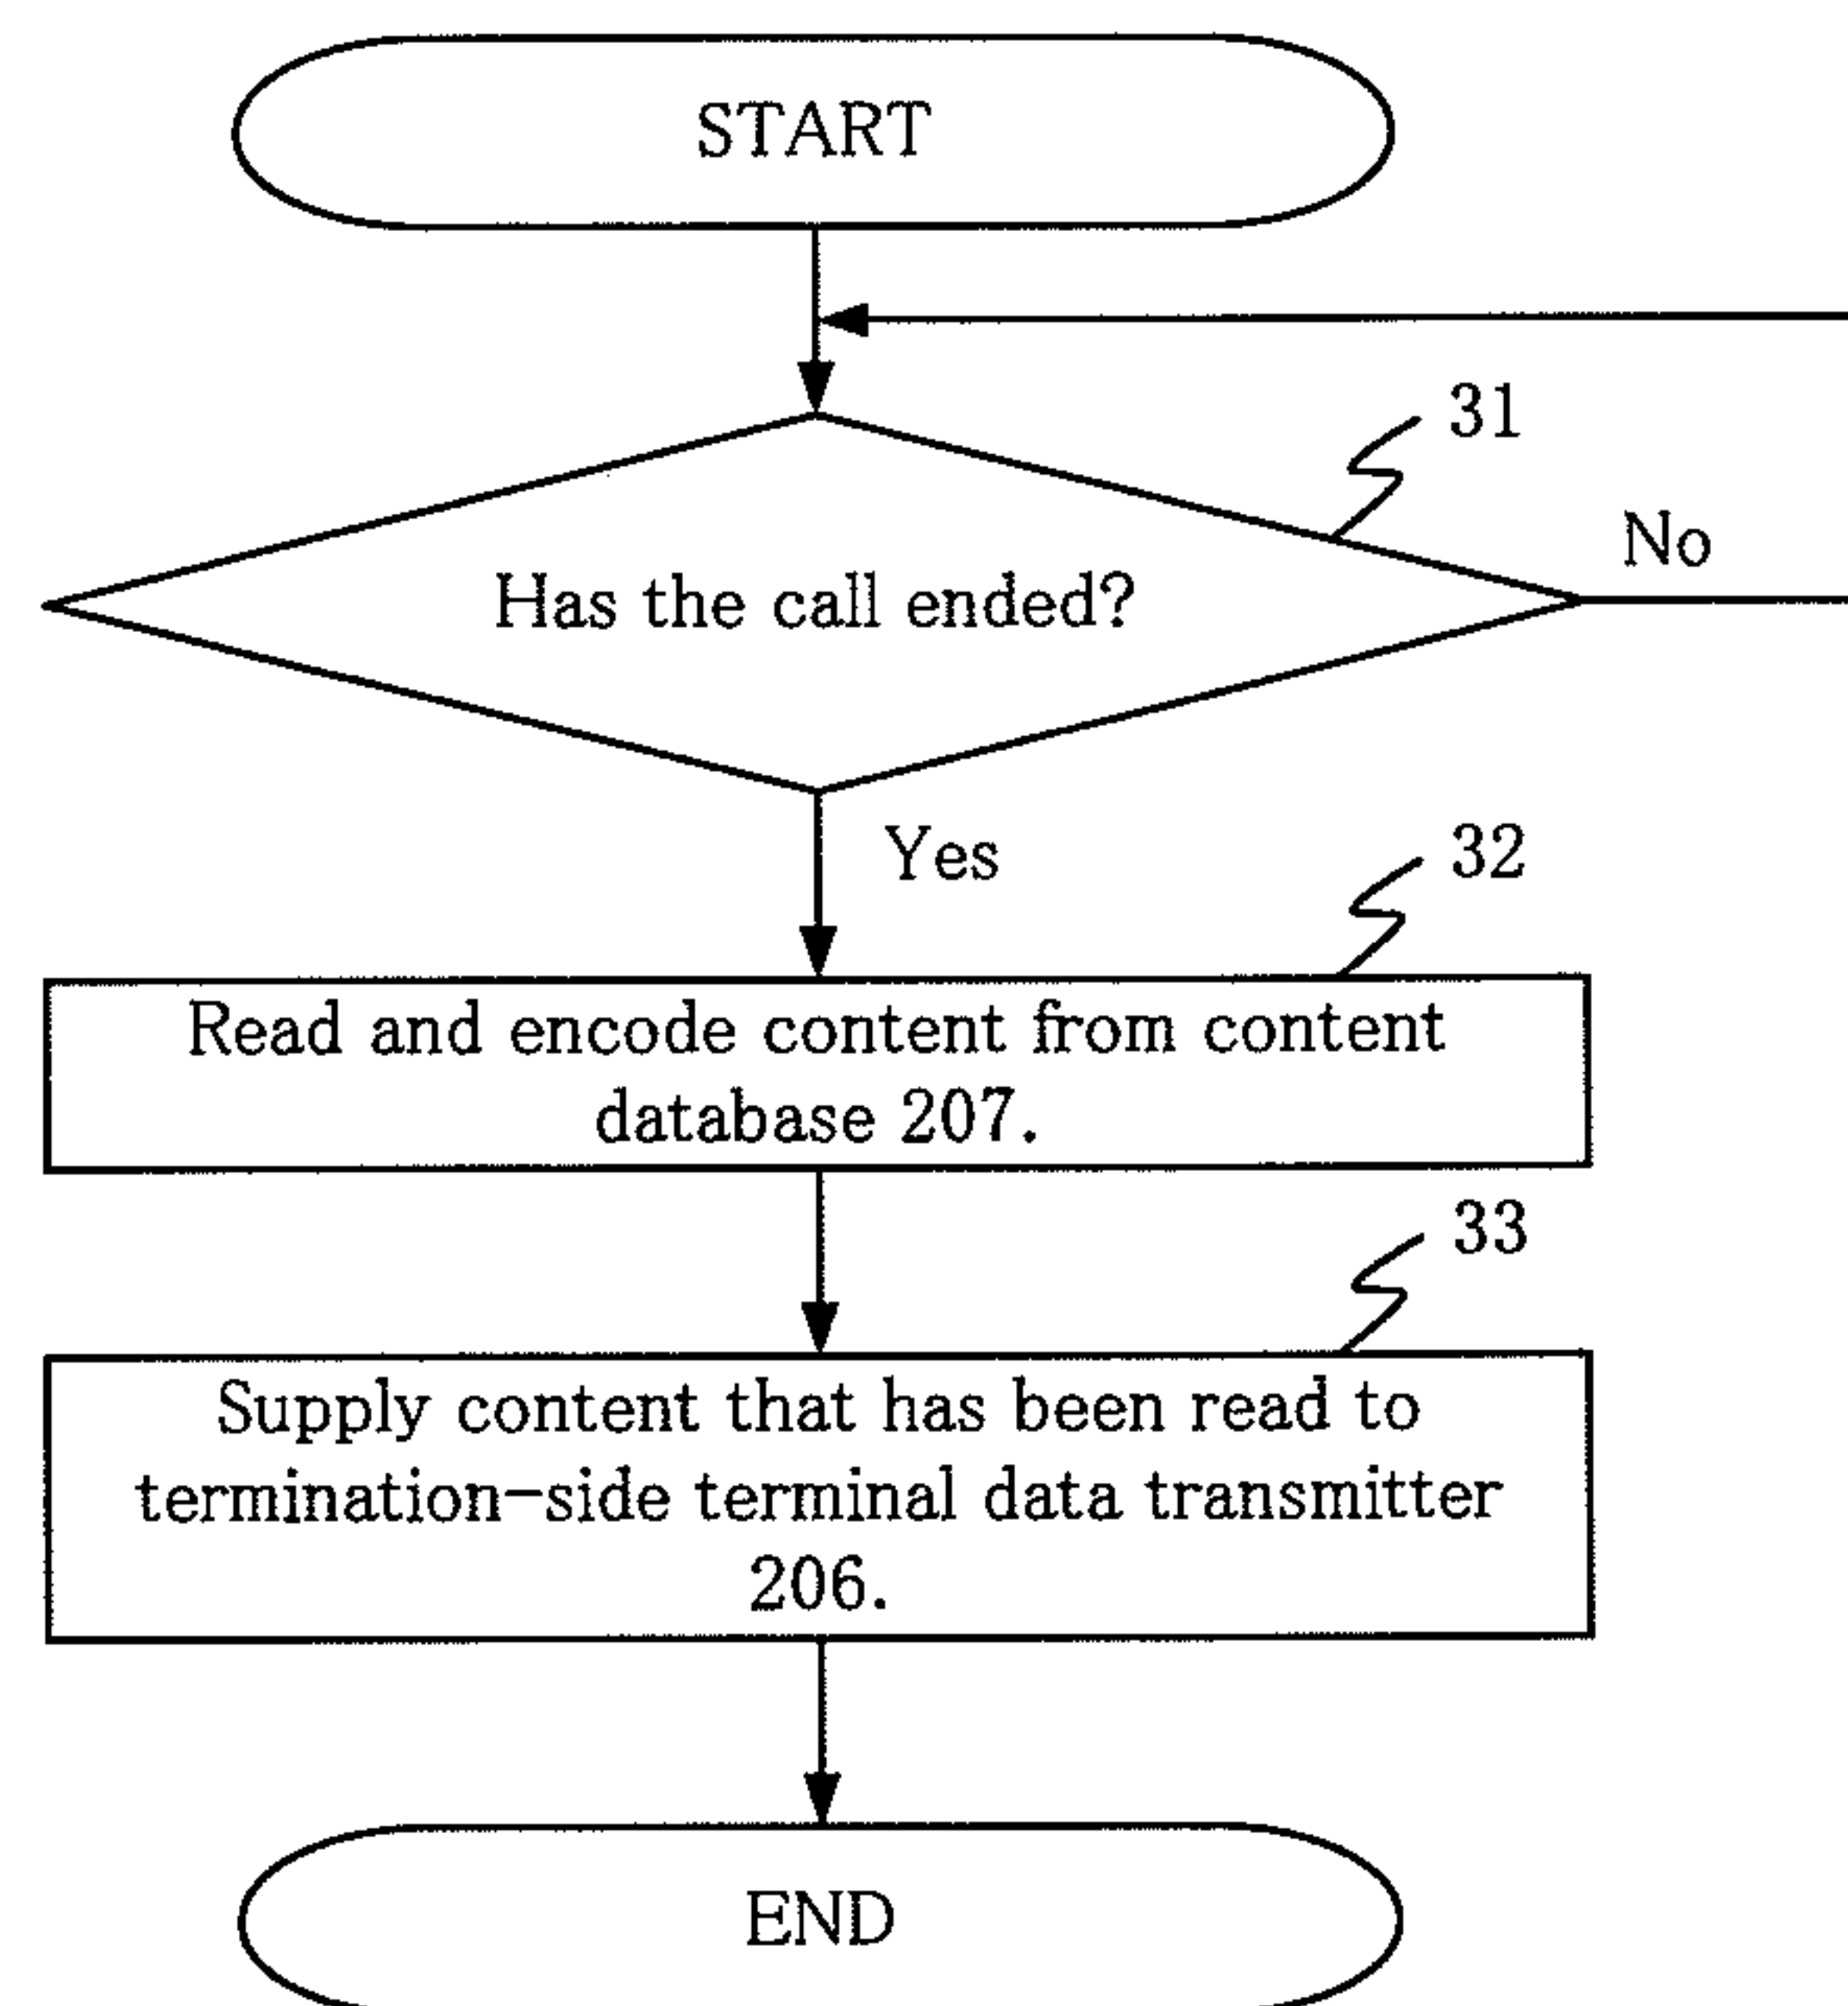 START
31
No
Has the call ended?
Yes
32
Read and encode content from content
database 207.
33
Supply content that has been read to
termination-side terminal data transmitter
206.
END